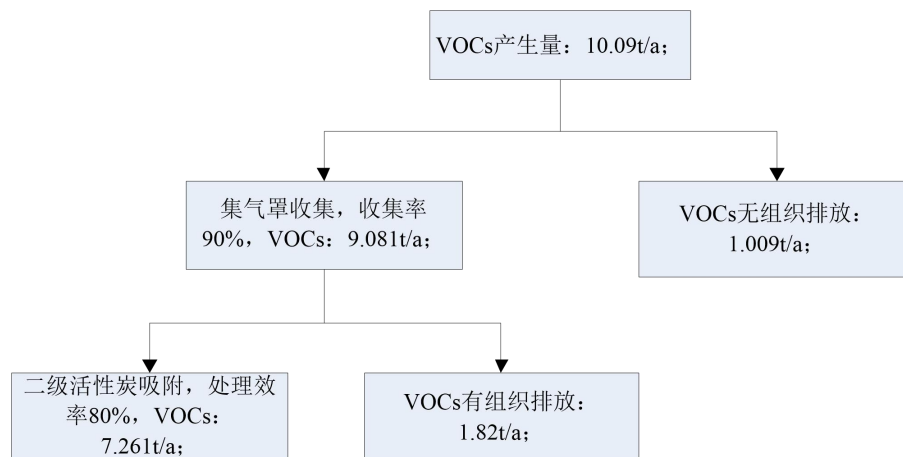 VOCs产生量：10.09t/a；
集气罩收集，收集率
90%，VOCs：9.081t/a；
VOCs无组织排放：
1.009t/a；
二级活性炭吸附，处理效
率80%，VOCs：
7.261t/a；
VOCs有组织排放：
1.82t/a；